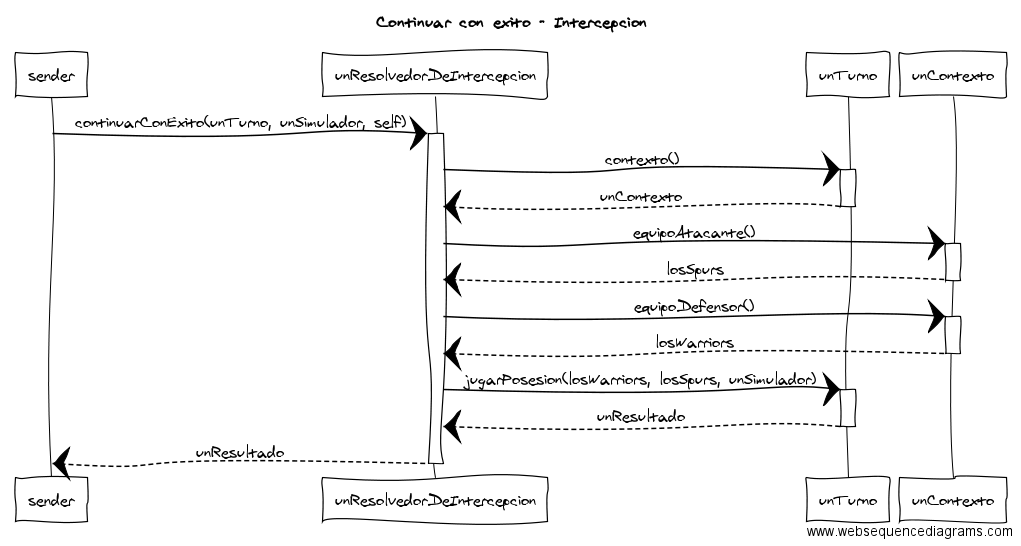 Continuar con exito - Intercepcion
sender
unResolvedorDeIntercepcion
unTurno
unContexto
continuarConExito(unTurno, unSimulador, self)
contexto()
unContexto
equipoAtacante()
losSpurs
equipoDefensor()
losWarriors
jugarPosesion(losWarriors, losSpurs, unSimulador)
unResultado
unResultado
sender
unResolvedorDeIntercepcion
unTurno
unContexto
www.websequencediagrams.com